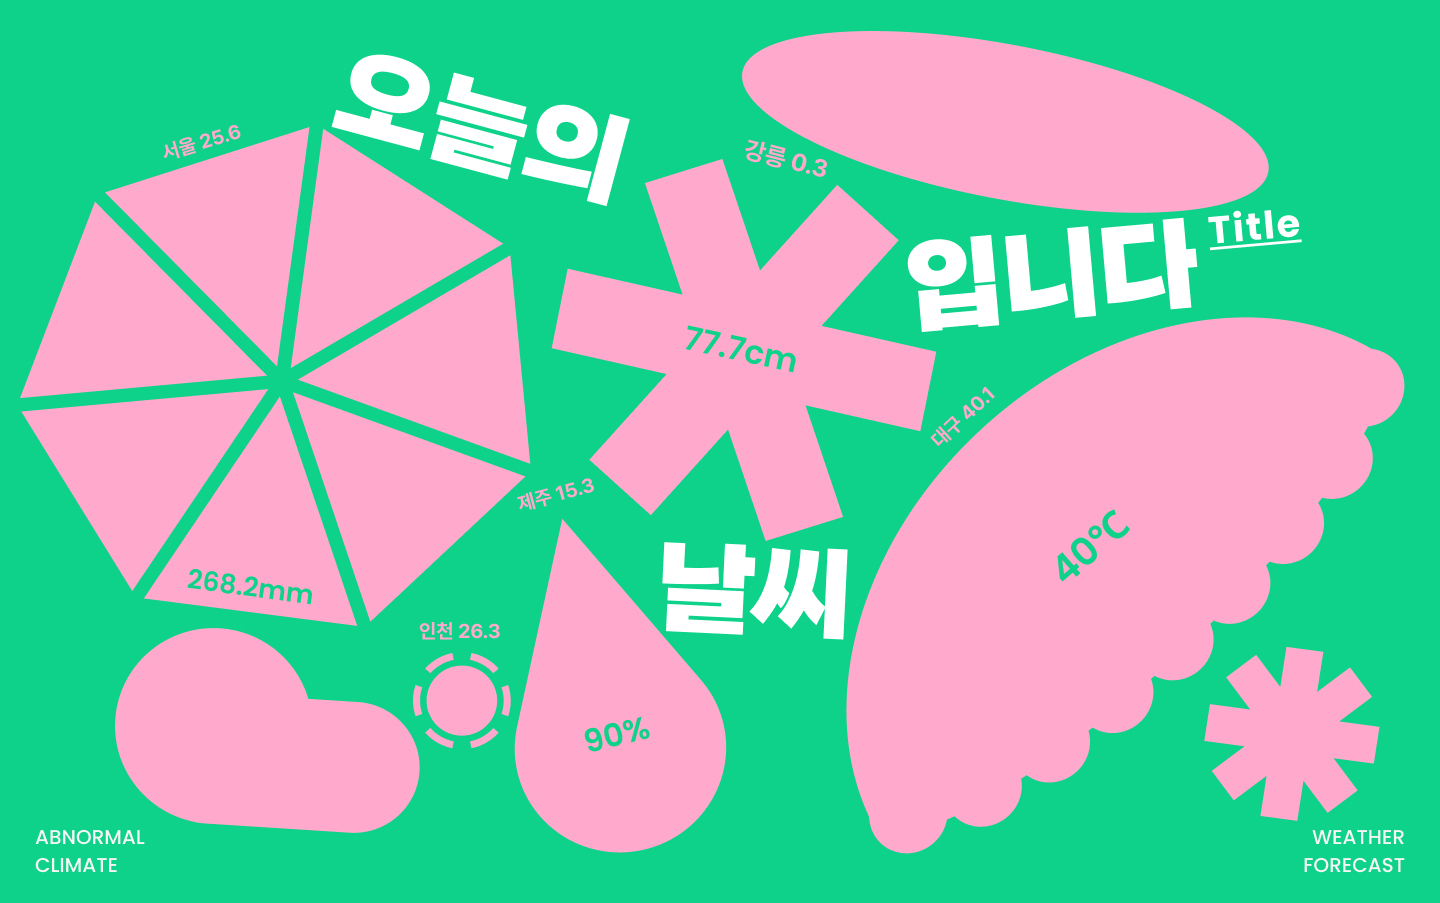 오늘의
서울 25.6
강릉 0.3
입니다
Title
77.7cm
대구 40.1
제주 15.3
40°C
날씨
268.2mm
인천 26.3
90%
ABNORMAL
CLIMATE
WEATHER
FORECAST